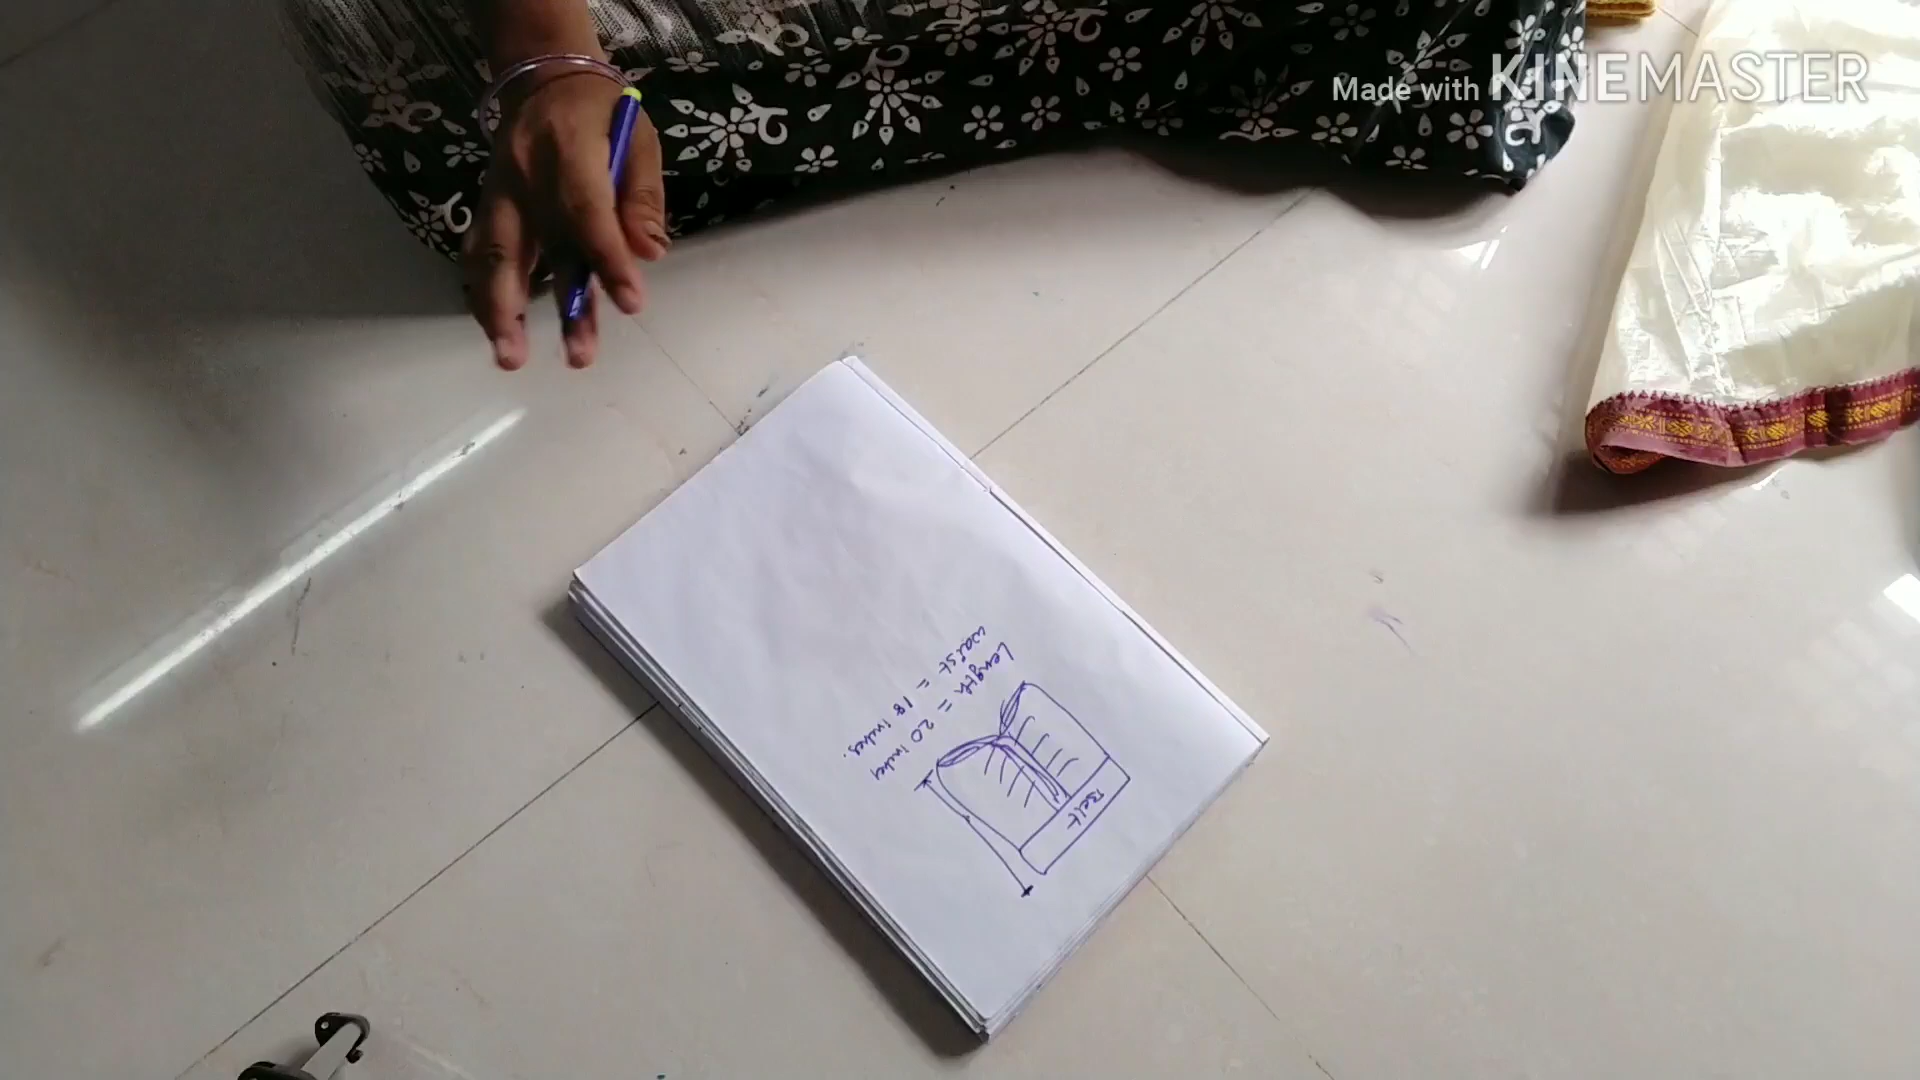 Made with KINEMASTER
Belt
Length = 20 inches
waist = 18 inches.